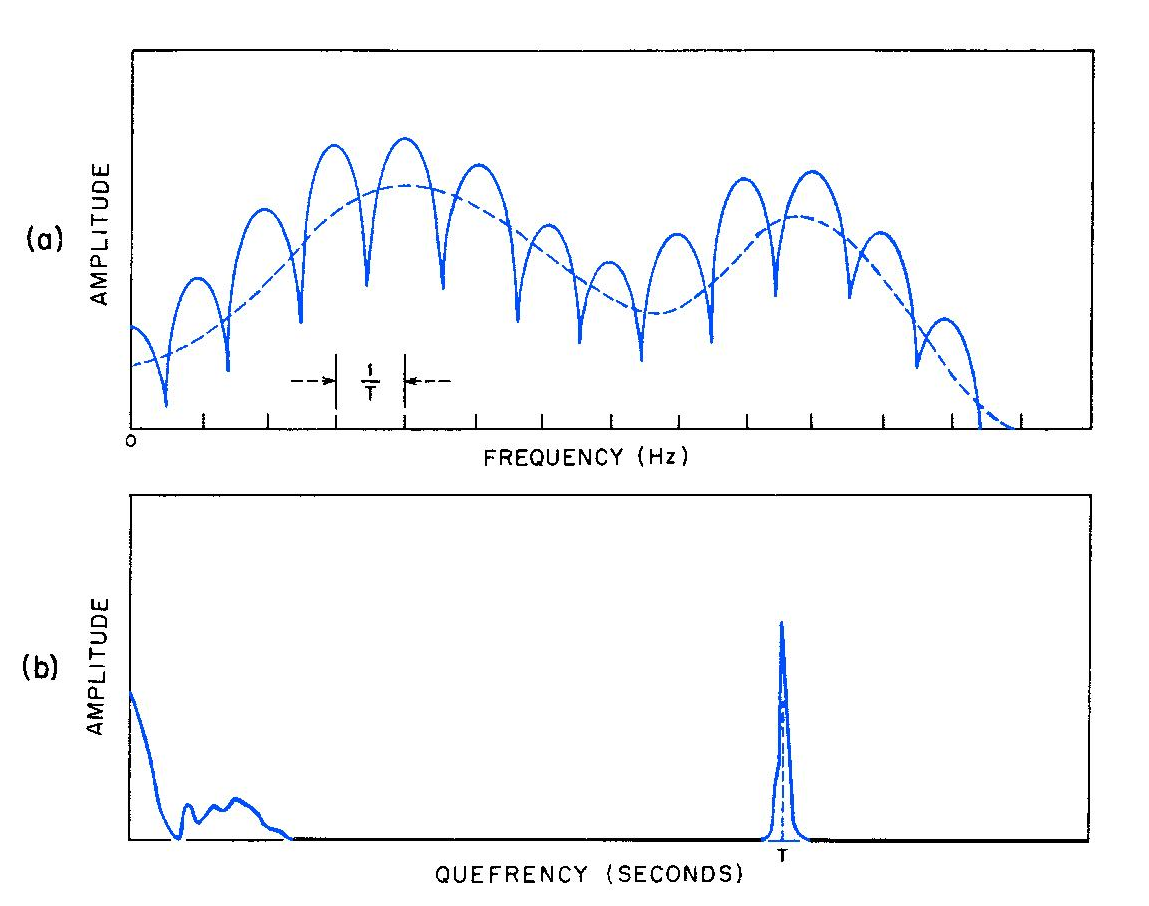 (a)
AMPLITUDE
1
T
0
FREQUENCY (Hz)
(b)
AMPLITUDE
T
QUEFRENCY (SECONDS)